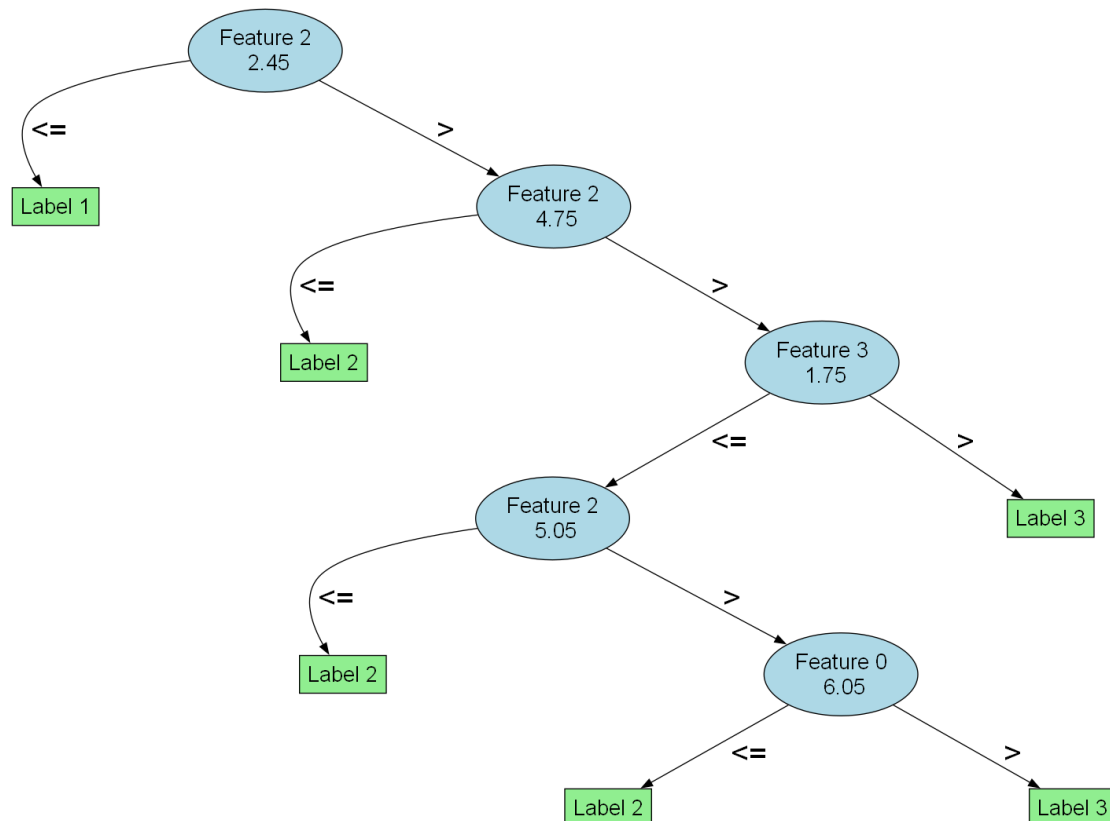 Feature 2
2.45
<=
>
Label 1
Feature 2
4.75
<=
>
Label 2
Feature 3
1.75
<=
>
Feature 2
5.05
Label 3
<=
>
Label 2
Feature 0
6.05
<=
>
Label 2
Label 3